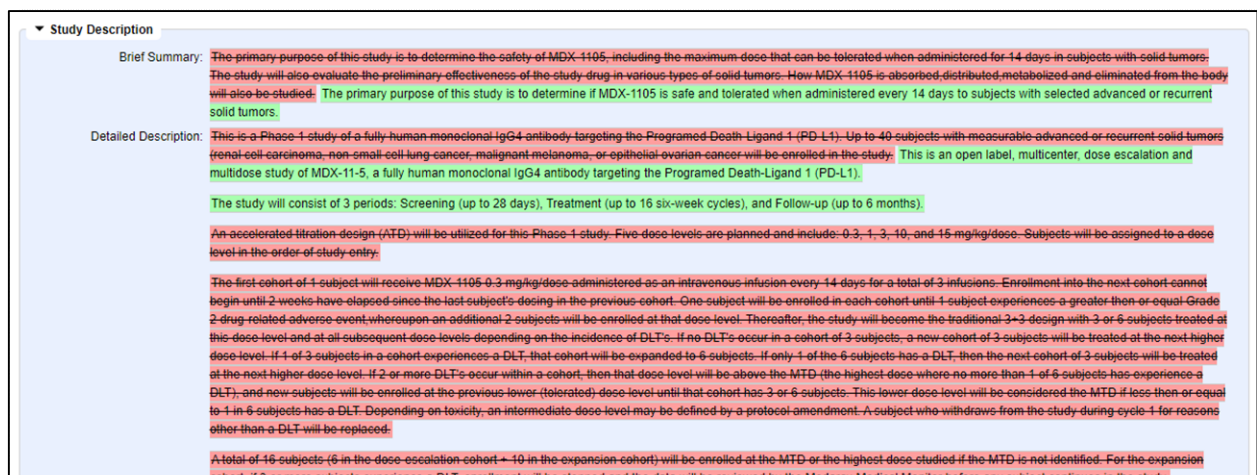 ▼ Study Description
Brief Summary: The primary purpose of this study is to determine the safety of MDX-1105, including the maximum dose that can be tolerated when administered for 14 days in subjects with solid tumors.
The study will also evaluate the preliminary effectiveness of the study drug in various types of solid tumors. How MDX-1105 is absorbed,distributed,metabolized and eliminated from the body
will also be studied. The primary purpose of this study is to determine if MDX-1105 is safe and tolerated when administered every 14 days to subjects with selected advanced or recurrent
solid tumors.
Detailed Description: This is a Phase 1 study of a fully human monoclonal IgG4 antibody targeting the Programed Death-Ligand 1 (PD-L1). Up to 40 subjects with measurable advanced or recurrent solid tumors
(renal cell carcinoma, non-small cell lung cancer, malignant melanoma, or epithelial ovarian cancer will be enrolled in the study. This is an open label, multicenter, dose escalation and
multidose study of MDX-11-5, a fully human monoclonal IgG4 antibody targeting the Programed Death-Ligand 1 (PD-L1).
The study will consist of 3 periods: Screening (up to 28 days), Treatment (up to 16 six-week cycles), and Follow-up (up to 6 months).
An accelerated titration design (ATD) will be utilized for this Phase 1 study. Five dose levels are planned and include: 0.3, 1, 3, 10, and 15 mg/kg/dose. Subjects will be assigned to a dose
level in the order of study entry.
The first cohort of 1 subject will receive MDX-1105 0.3 mg/kg/dose administered as an intravenous infusion every 14 days for a total of 3 infusions. Enrollment into the next cohort cannot
begin until 2 weeks have elapsed since the last subject's dosing in the previous cohort. One subject will be enrolled in each cohort until 1 subject experiences a greater then or equal Grade
2 drug-related adverse event,whereupon an additional 2 subjects will be enrolled at that dose level. Thereafter, the study will become the traditional 3+3 design with 3 or 6 subjects treated at
this dose level and at all subsequent dose levels depending on the incidence of DLT's. If no DLT's occur in a cohort of 3 subjects, a new cohort of 3 subjects will be treated at the next higher
dose level. If 1 of 3 subjects in a cohort experiences a DLT, that cohort will be expanded to 6 subjects. If only 1 of the 6 subjects has a DLT, then the next cohort of 3 subjects will be treated
at the next higher dose level. If 2 or more DLT's occur within a cohort, then that dose level will be above the MTD (the highest dose where no more than 1 of 6 subjects has experience a
DLT), and new subjects will be enrolled at the previous lower (tolerated) dose level until that cohort has 3 or 6 subjects. This lower dose level will be considered the MTD if less then or equal
to 1 in 6 subjects has a DLT. Depending on toxicity, an intermediate dose level may be defined by a protocol amendment. A subject who withdraws from the study during cycle 1 for reasons
other than a DLT will be replaced.
A total of 16 subjects (6 in the dose-escalation cohort + 10 in the expansion cohort) will be enrolled at the MTD or the highest dose studied if the MTD is not identified. For the expansion